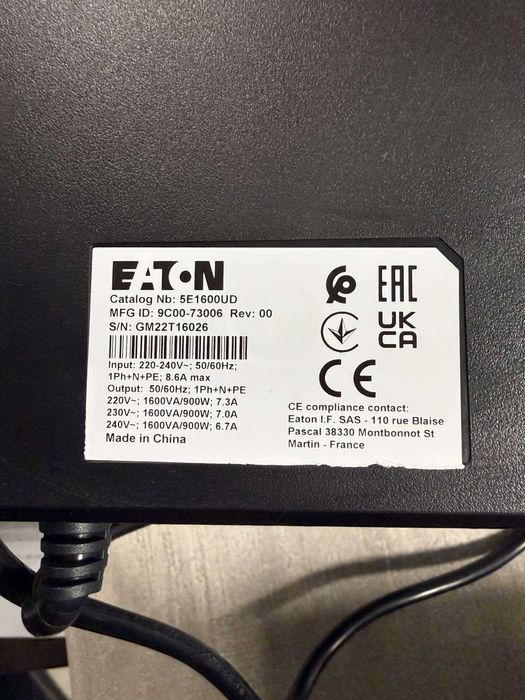 EATON
Catalog Nb: 5E1600UD
MFG ID: 9C00-73006 Rev: 00
S/N: GM22T16026
Input: 220-240V~; 50/60Hz;
1Ph+N+PE; 8.6A max
Output: 50/60Hz; 1Ph+N+PE
220V~; 1600VA/900W; 7.3A
230V~; 1600VA/900W; 7.0A
240V~; 1600VA/900W; 6.7A
Made in China
EAC
UK
CA
CE
CE compliance contact:
Eaton I.F. SAS - 110 rue Blaise
Pascal 38330 Montbonnot St
Martin - France